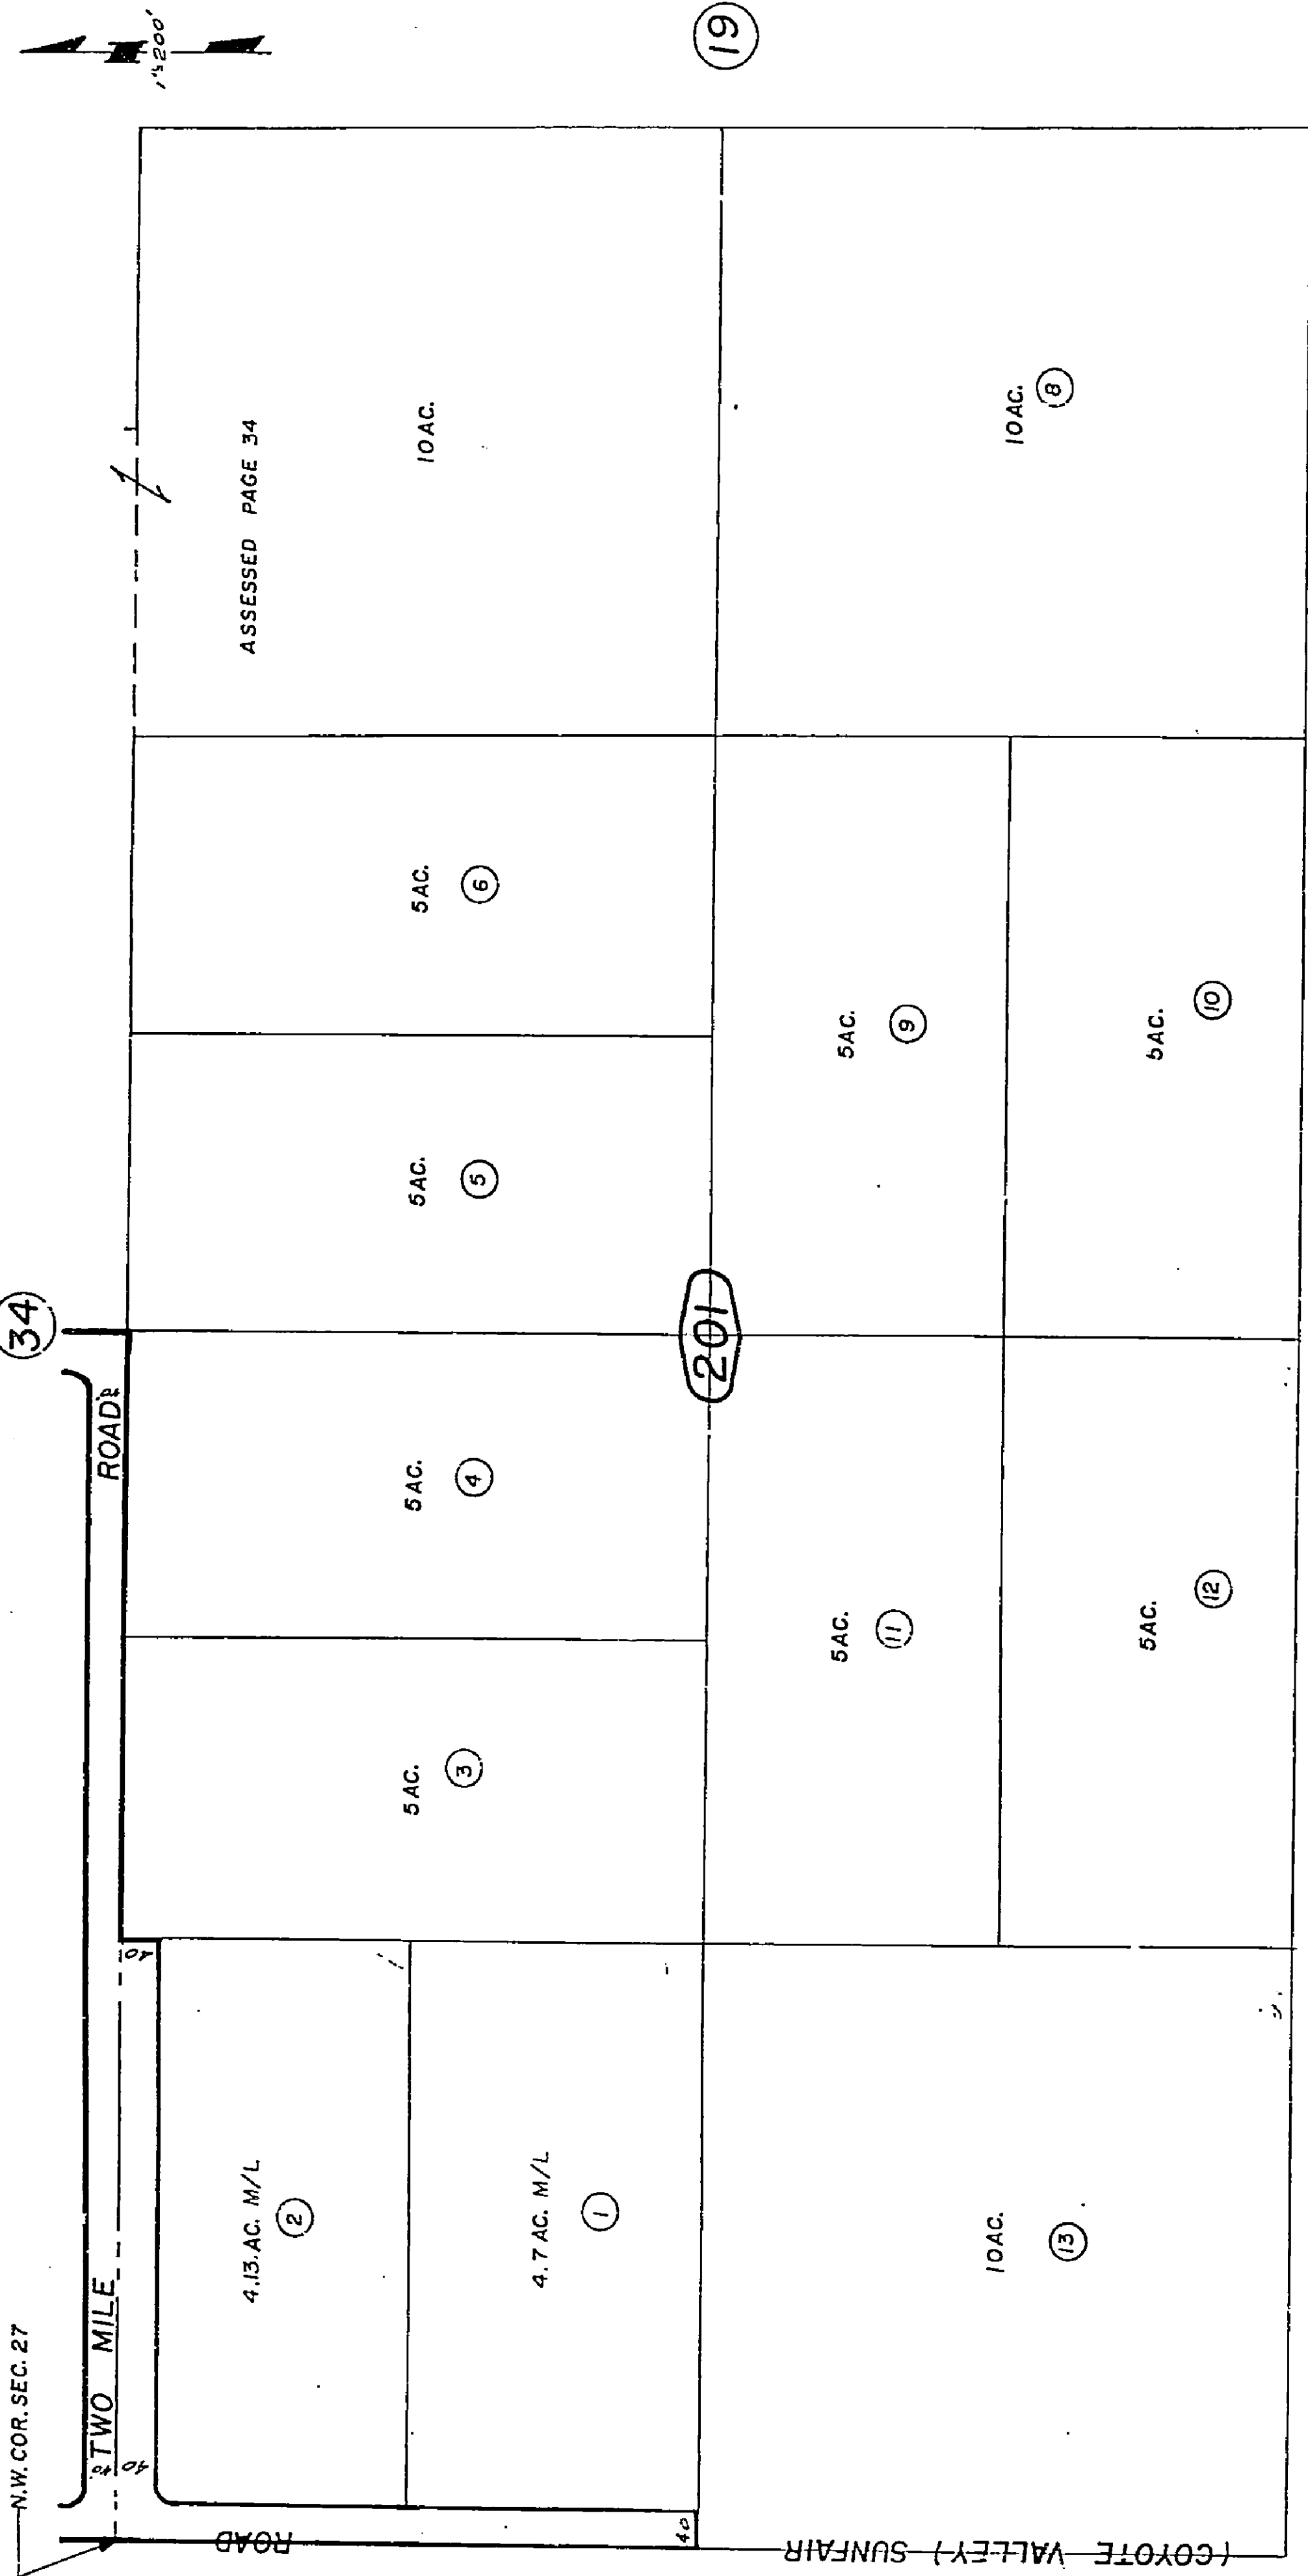 N.W. COR. SEC. 27
34
1"=200'
40 TWO MILE ROAD
40
40
ASSESSED PAGE 34
10 AC.
4.13 AC. M/L
2
4.7 AC. M/L
1
5 AC.
3
5 AC.
4
5 AC.
5
5 AC.
6
ROAD
40
201
19
10 AC.
13
5 AC.
11
5 AC.
12
5 AC.
9
5 AC.
10
10 AC.
8
(COYOTE VALLEY) SUNFAIR